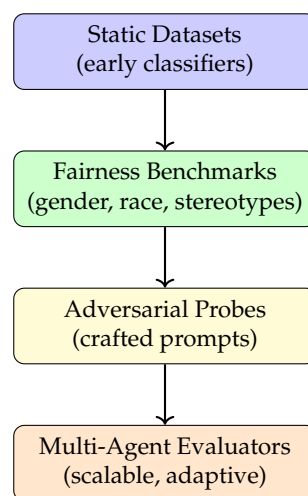 Static Datasets
(early classifiers)
Fairness Benchmarks
(gender, race, stereotypes)
Adversarial Probes
(crafted prompts)
Multi-Agent Evaluators
(scalable, adaptive)